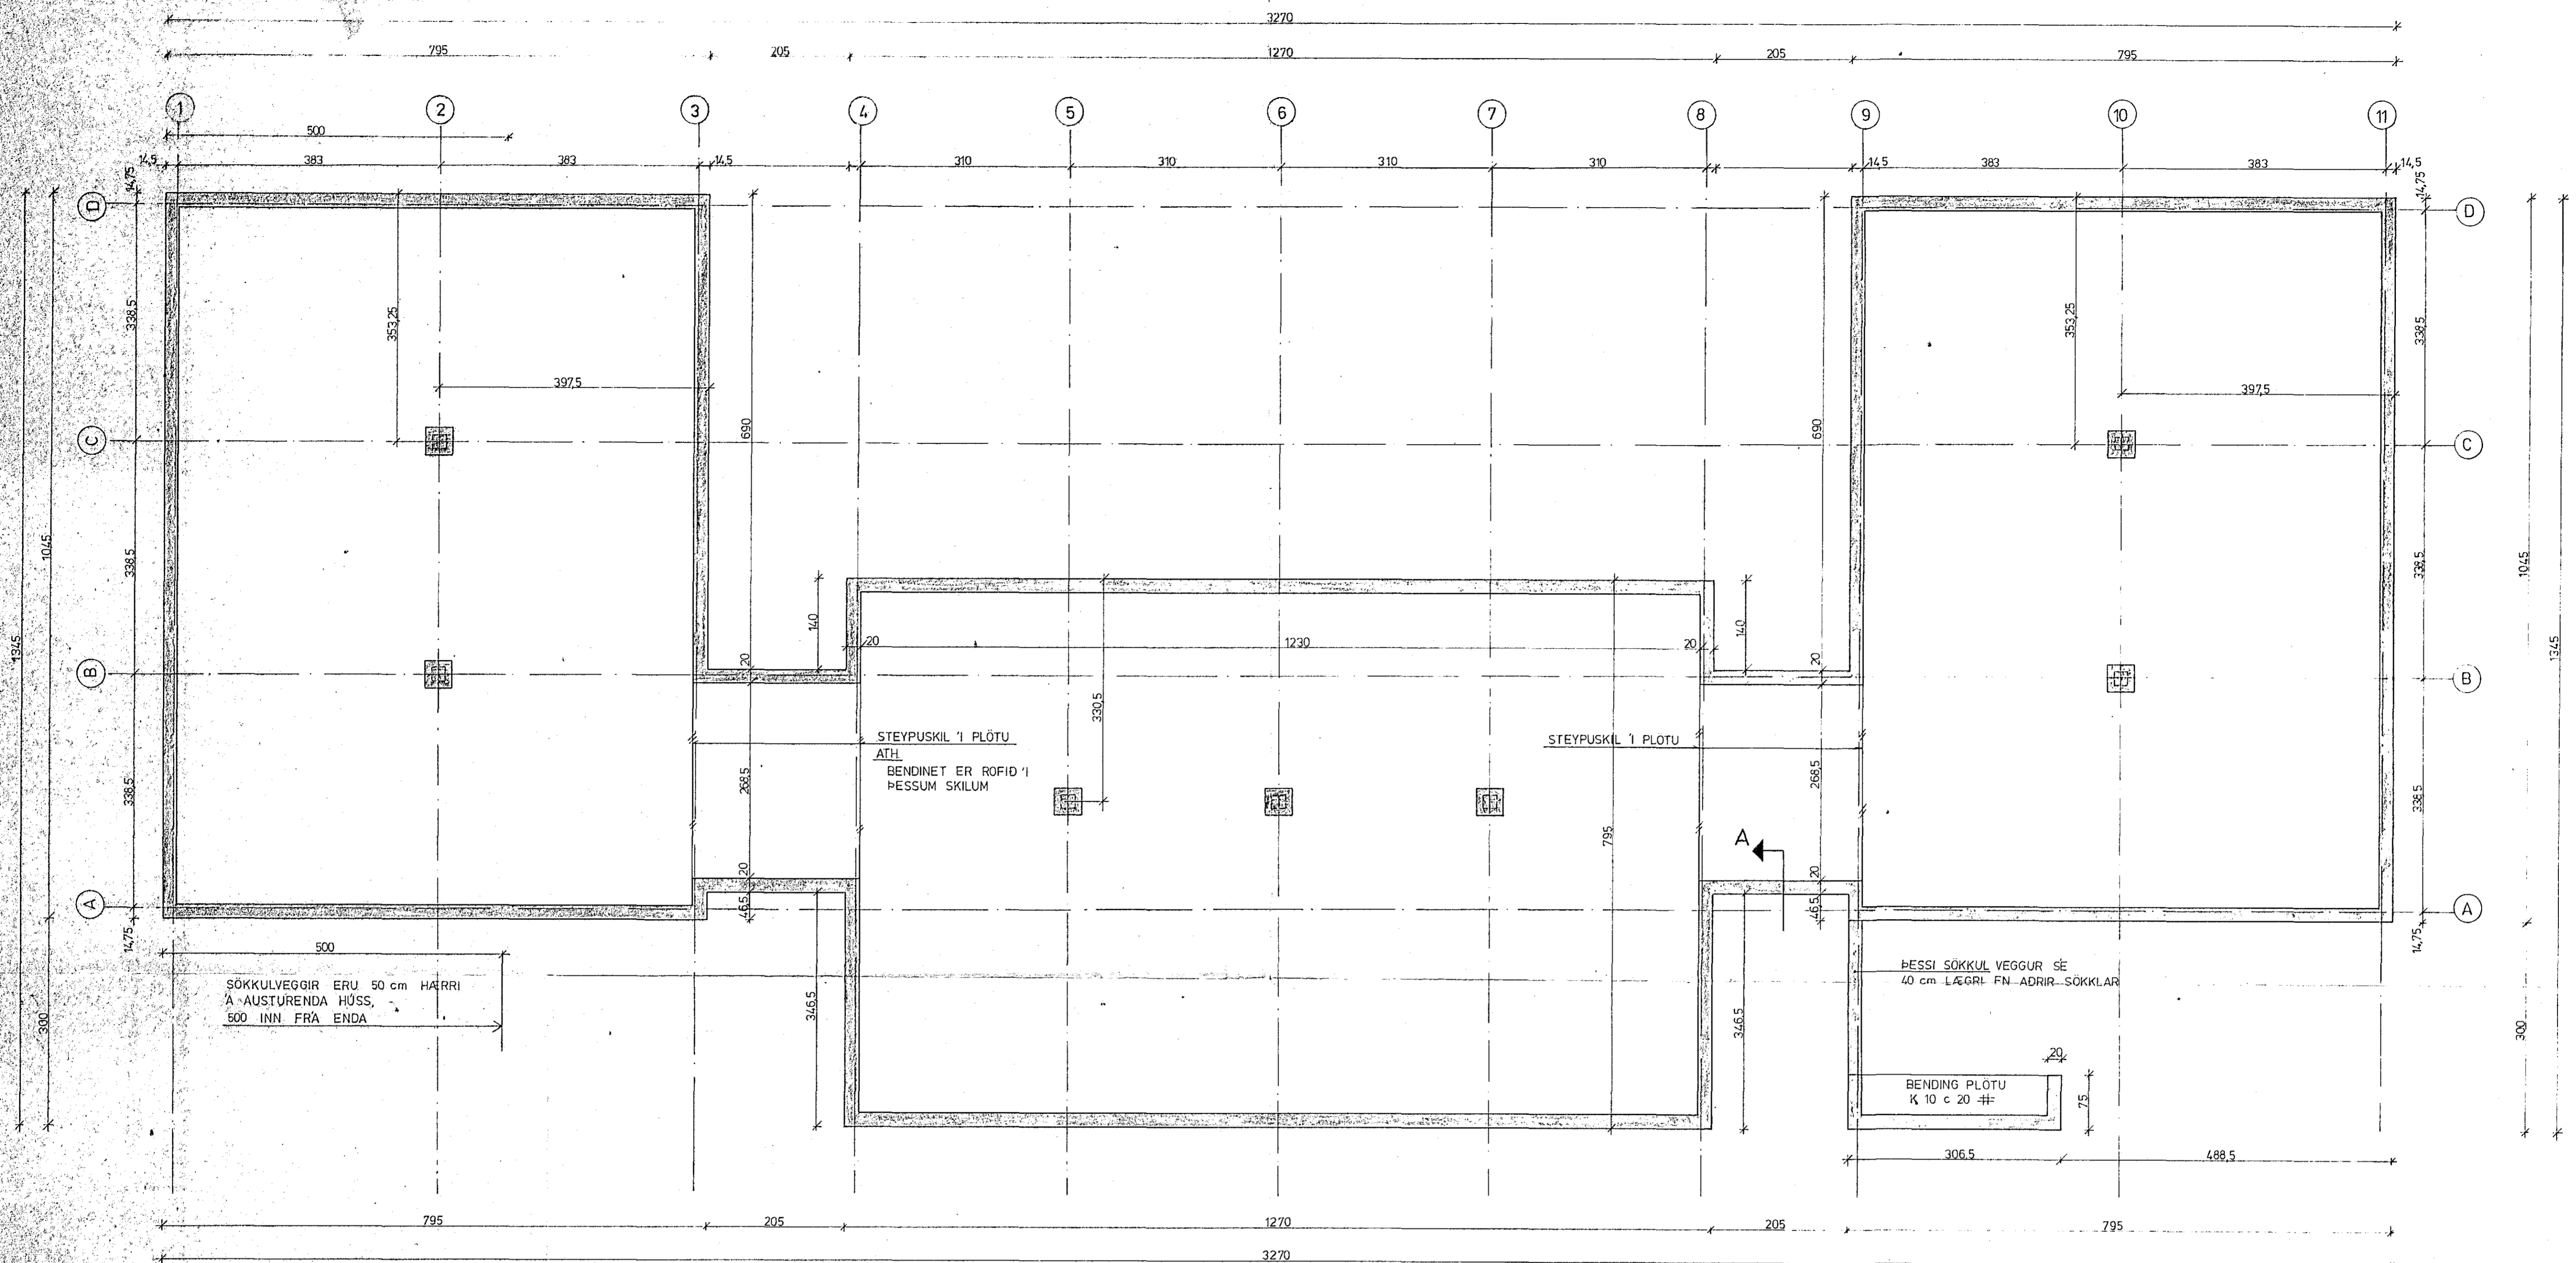 3270
795 205 1270 205 795
1 2 3 4 5 6 7 8 9 10 11
500
14,5 383 383 14,5 310 310 310 310 14,5 383 383 14,5
14,75 14,75
D D
338,5 353,25 353,25 338,5
397,5 397,5
690 690
C C
1045 338,5 338,5 1045
140 140
20 1230 20
1345 1345
20 20
B B
330,5
STEYPUSKIL Í PLÖTU
ATH.
BENDINET ER ROFIÐ Í
ÞESSUM SKILUM
STEYPUSKIL Í PLOTU
338,5 268,5 268,5 338,5
795
A
20 20
46,5 46,5
A A
14,75 14,75
500
SÖKKULVEGGIR ERU 50 cm HÆRRI
Á AUSTURENDA HÚSS,
500 INN FRÁ ENDA
ÞESSI SÖKKUL VEGGUR SÉ
40 cm LÆGRI EN AÐRIR SÖKKLAR
300 346,5 346,5 300
20
BENDING PLÖTU
K 10 c 20 #
75
306,5 488,5
795 205 1270 205 795
3270